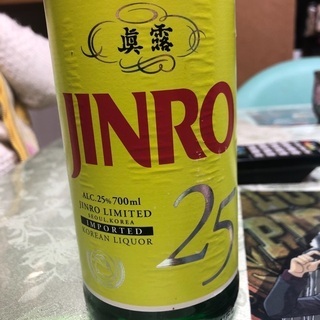 眞露
JINRO
ALC.25% 700ml
JINRO LIMITED
SEOUL.KOREA
IMPORTED
KOREAN LIQUOR
25